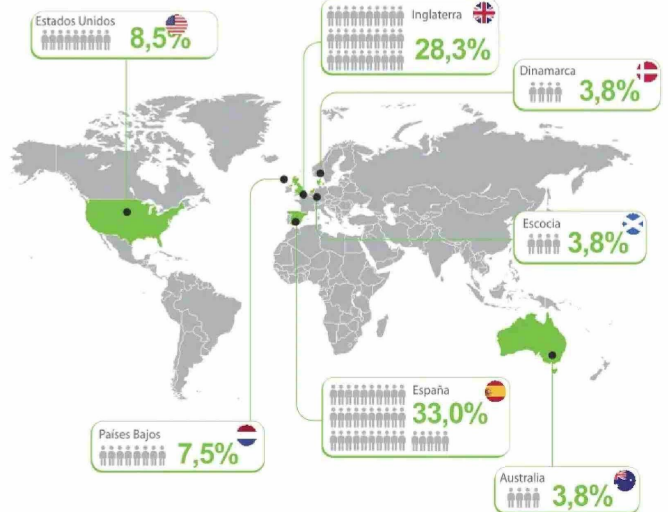 Estados Unidos
8,5%
Inglaterra
28,3%
Dinamarca
3,8%
Escocia
3,8%
España
33,0%
Países Bajos
7,5%
Australia
3,8%